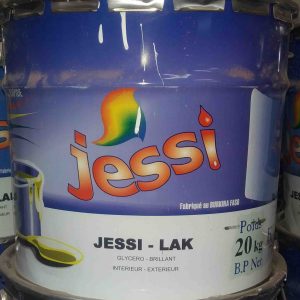 jessi
Fabriqué au BURKINA FASO
JESSI - LAK
GLYCERO - BRILLANT
INTERIEUR - EXTERIEUR
Poids
20 kg
B.P Net